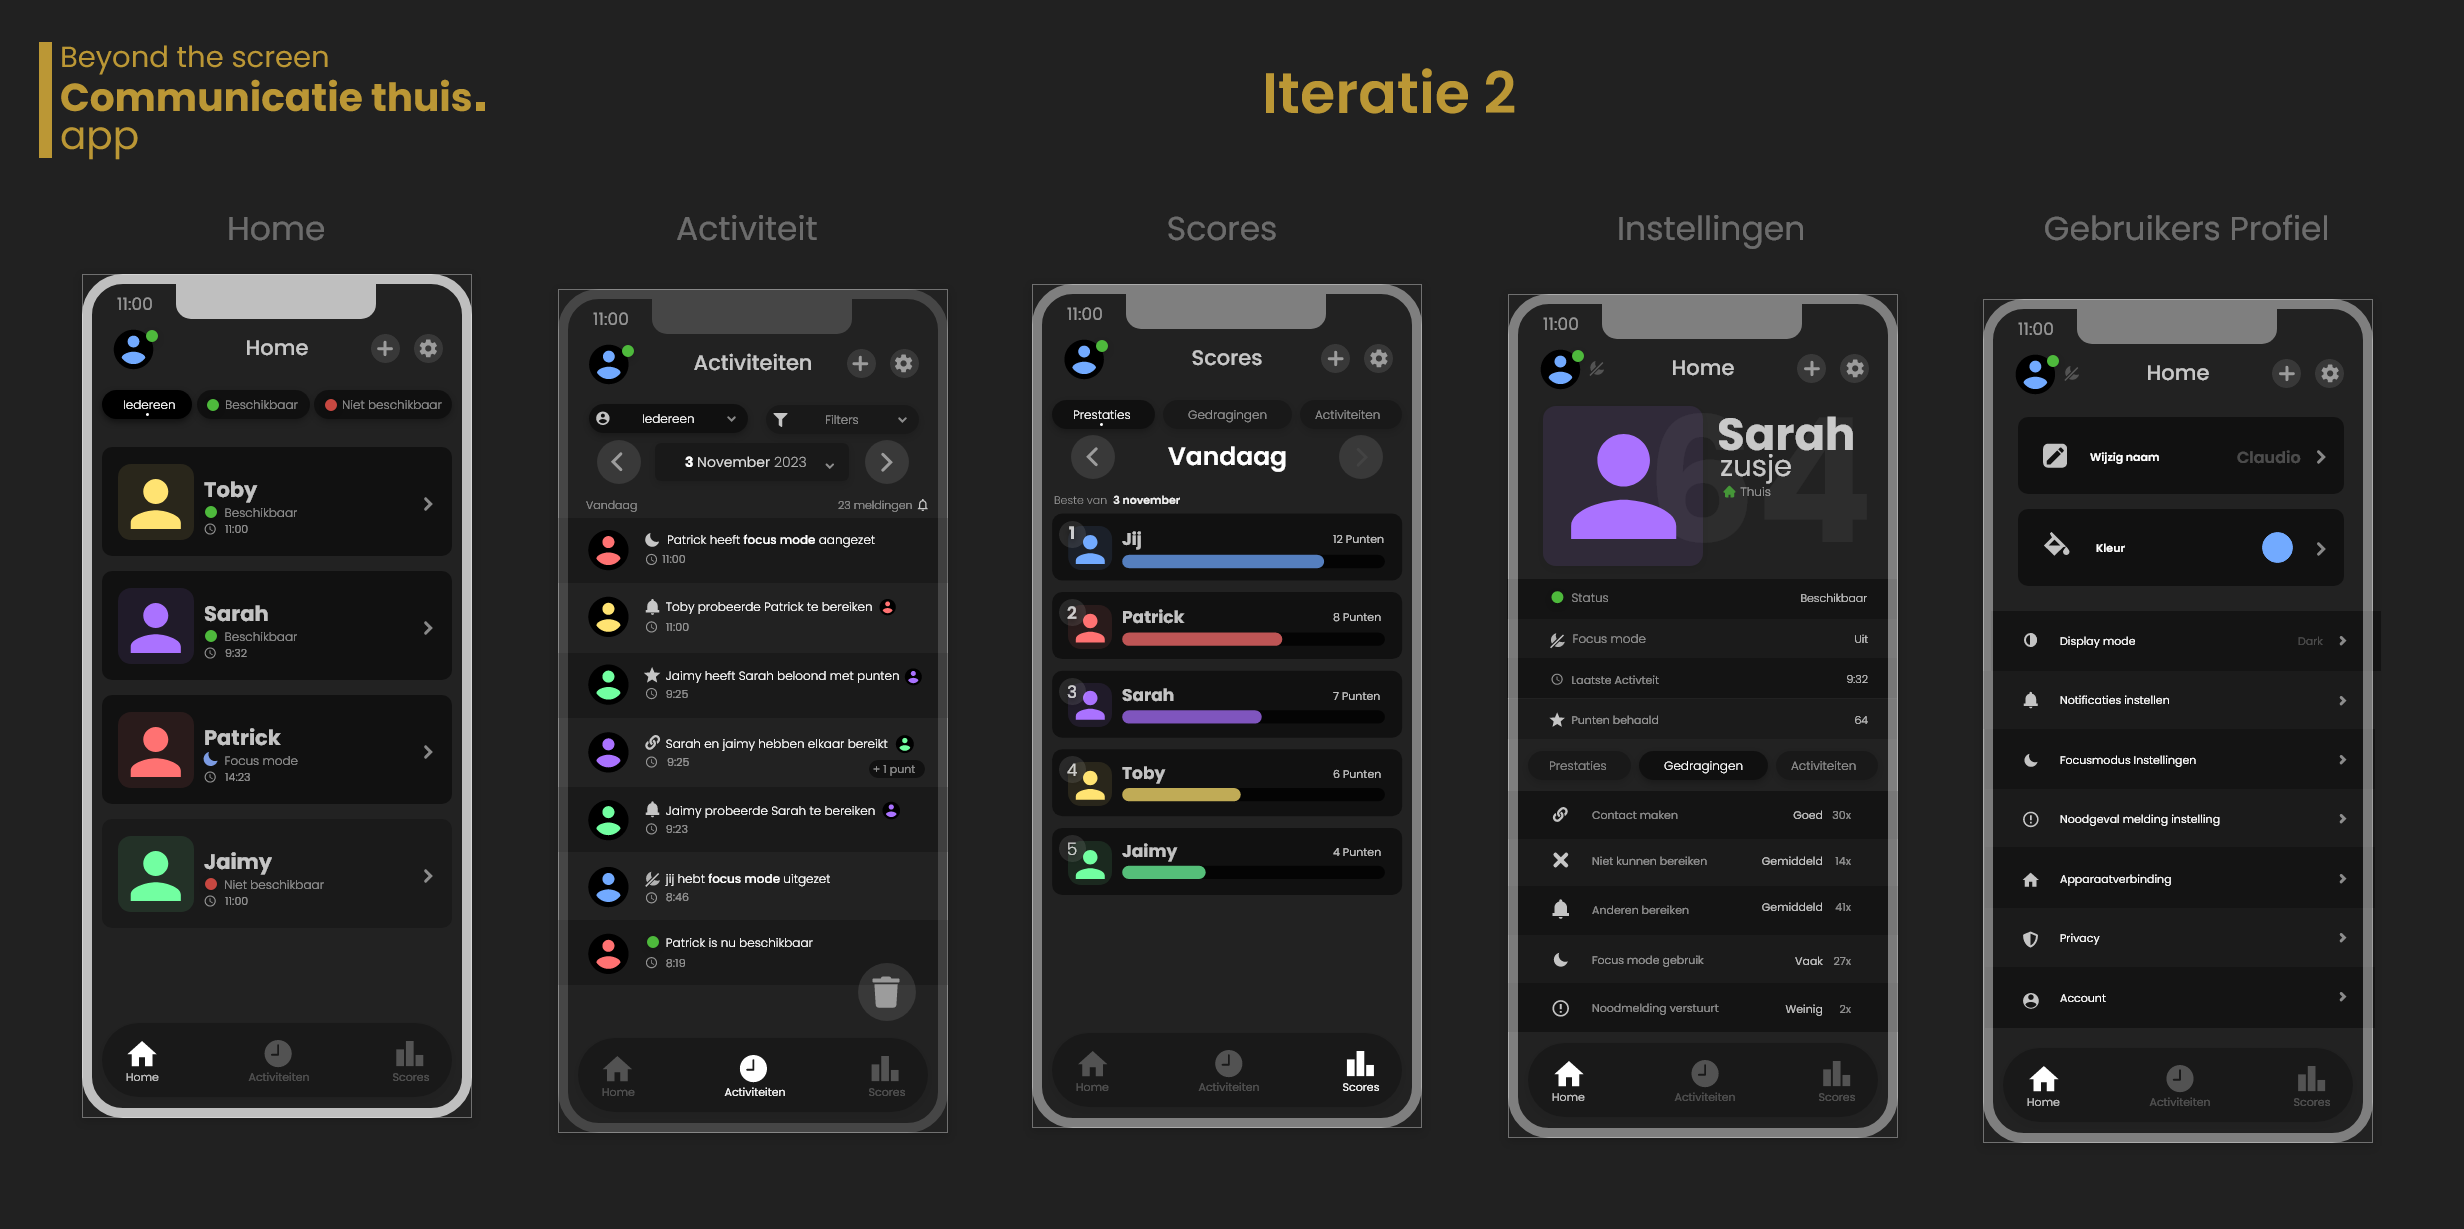 Beyond the screen
Communicatie thuis.
app
Iteratie 2
Home
Activiteit
Scores
Instellingen
Gebruikers Profiel
11:00
Home
Iedereen
Beschikbaar
Niet beschikbaar
Toby
Beschikbaar
11:00
Sarah
Beschikbaar
9:32
Patrick
Focus mode
14:23
Jaimy
Niet beschikbaar
11:00
Home
Activiteiten
Scores
11:00
Activiteiten
Iedereen
Filters
3 November 2023
Vandaag
23 meldingen
Patrick heeft focus mode aangezet
11:00
Toby probeerde Patrick te bereiken
11:00
Jaimy heeft Sarah beloond met punten
9:25
Sarah en jaimy hebben elkaar bereikt
9:25
+ 1 punt
Jaimy probeerde Sarah te bereiken
9:23
jij hebt focus mode uitgezet
8:46
Patrick is nu beschikbaar
8:19
Home
Activiteiten
Scores
11:00
Scores
Prestaties
Gedragingen
Activiteiten
Vandaag
Beste van 3 november
1
Jij
12 Punten
2
Patrick
8 Punten
3
Sarah
7 Punten
4
Toby
6 Punten
5
Jaimy
4 Punten
Home
Activiteiten
Scores
11:00
Home
64
Sarah
zusje
Thuis
Status
Beschikbaar
Focus mode
Uit
Laatste Activteit
9:32
Punten behaald
64
Prestaties
Gedragingen
Activiteiten
Contact maken
Goed 30x
Niet kunnen bereiken
Gemiddeld 14x
Anderen bereiken
Gemiddeld 41x
Focus mode gebruik
Vaak 27x
Noodmelding verstuurt
Weinig 2x
Home
Activiteiten
Scores
11:00
Home
Wijzig naam
Claudio
Kleur
Display mode
Dark
Notificaties instellen
Focusmodus Instellingen
Noodgeval melding instelling
Apparaatverbinding
Privacy
Account
Home
Activiteiten
Scores